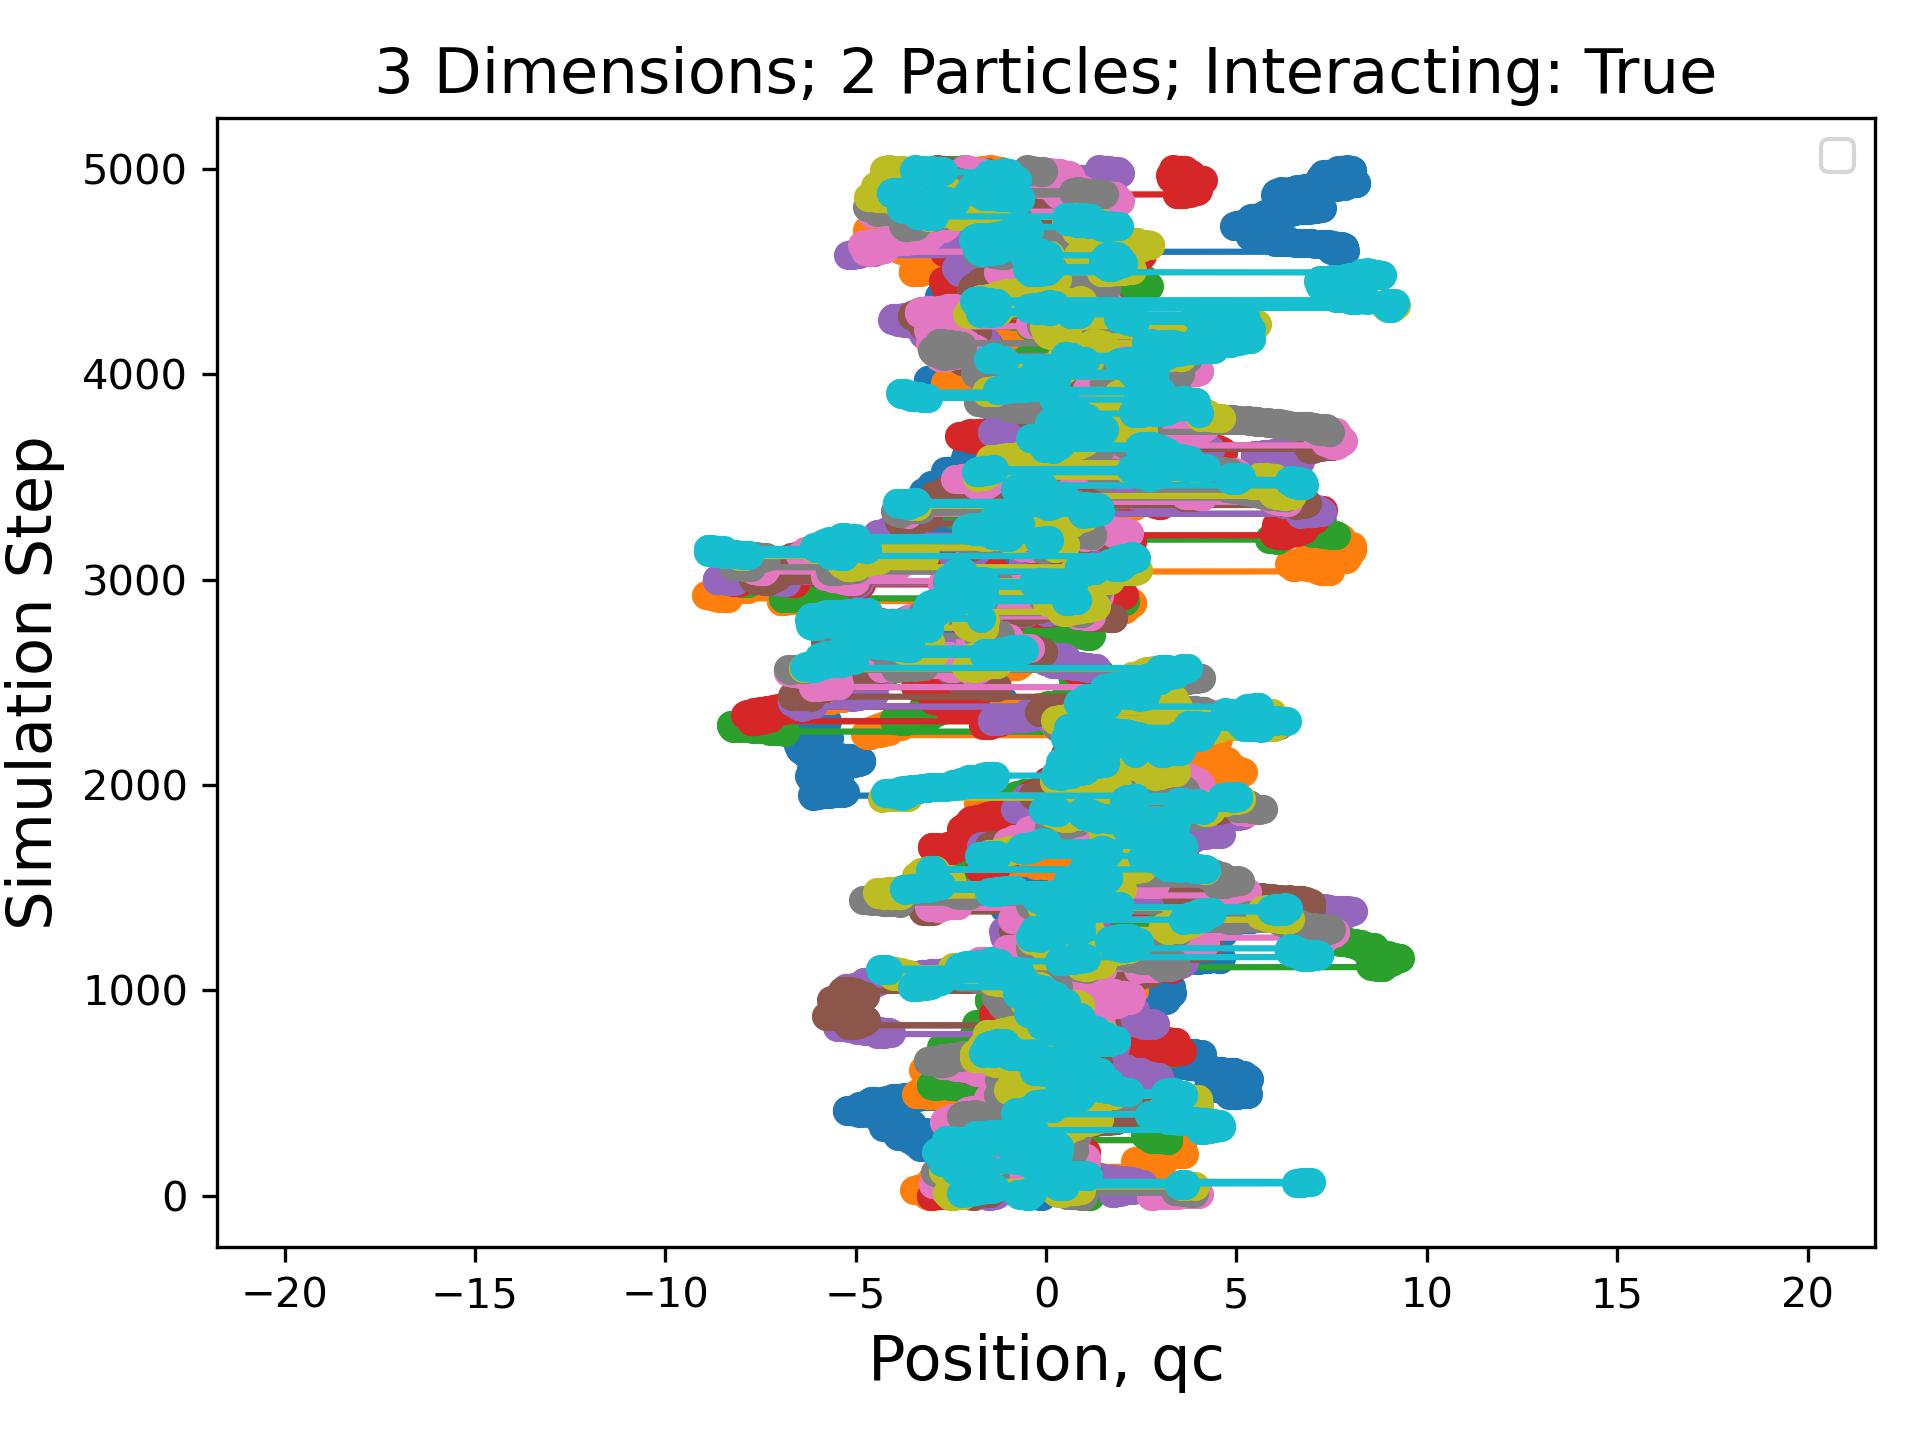 3 Dimensions; 2 Particles; Interacting: True
Simulation Step
5000
4000
3000
2000
1000
0
−20 −15 −10 −5 0 5 10 15 20
Position, qc